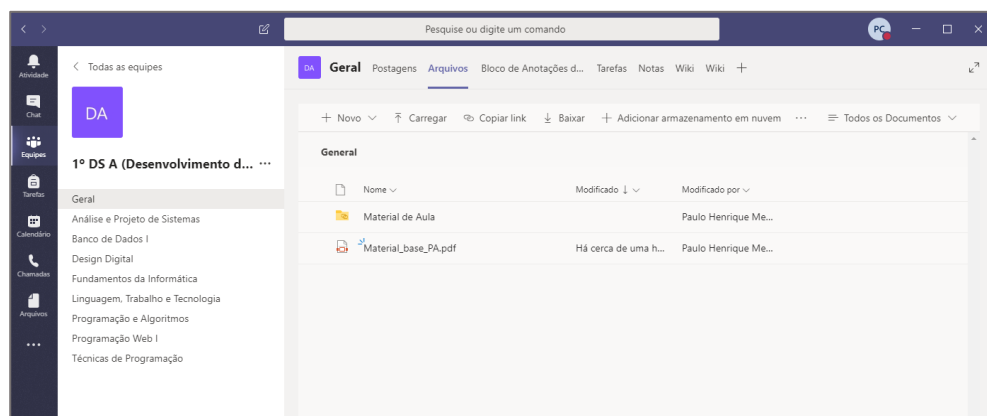 Pesquise ou digite um comando
PC
Atividade
Chat
Equipes
Tarefas
Calendário
Chamadas
Arquivos
Todas as equipes
DA
1º DS A (Desenvolvimento d... ...
Geral
Análise e Projeto de Sistemas
Banco de Dados I
Design Digital
Fundamentos da Informática
Linguagem, Trabalho e Tecnologia
Programação e Algoritmos
Programação Web I
Técnicas de Programação
DA Geral Postagens Arquivos Bloco de Anotações d... Tarefas Notas Wiki Wiki +
+ Novo Carregar Copiar link Baixar + Adicionar armazenamento em nuvem ... Todos os Documentos
General
Nome Modificado ↓ Modificado por
Material de Aula Paulo Henrique Me...
Material_base_PA.pdf Há cerca de uma h... Paulo Henrique Me...